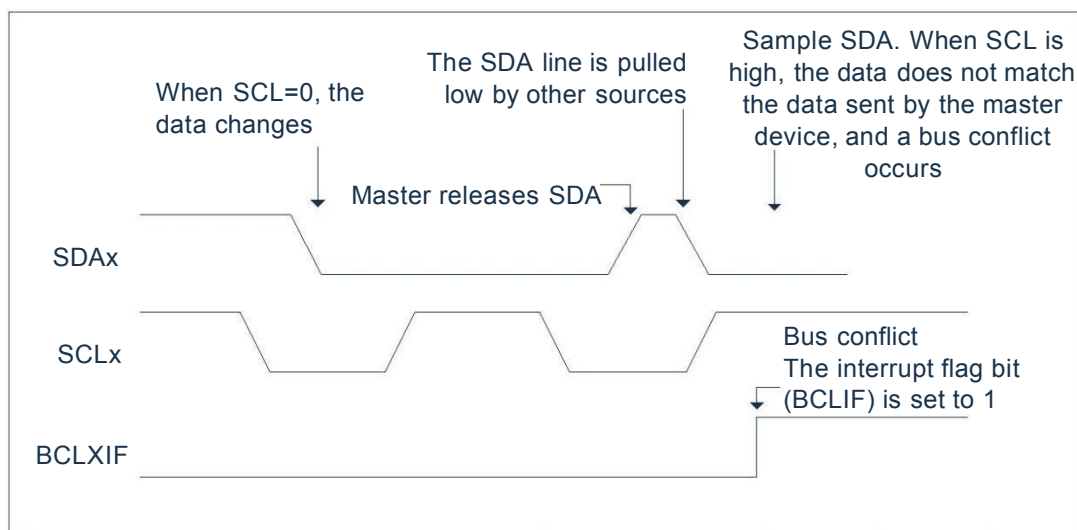 When SCL=0, the
data changes
The SDA line is pulled
low by other sources
Sample SDA. When SCL is
high, the data does not match
the data sent by the master
device, and a bus conflict
occurs
Master releases SDA
SDAx
SCLx
Bus conflict
The interrupt flag bit
(BCLIF) is set to 1
BCLXIF